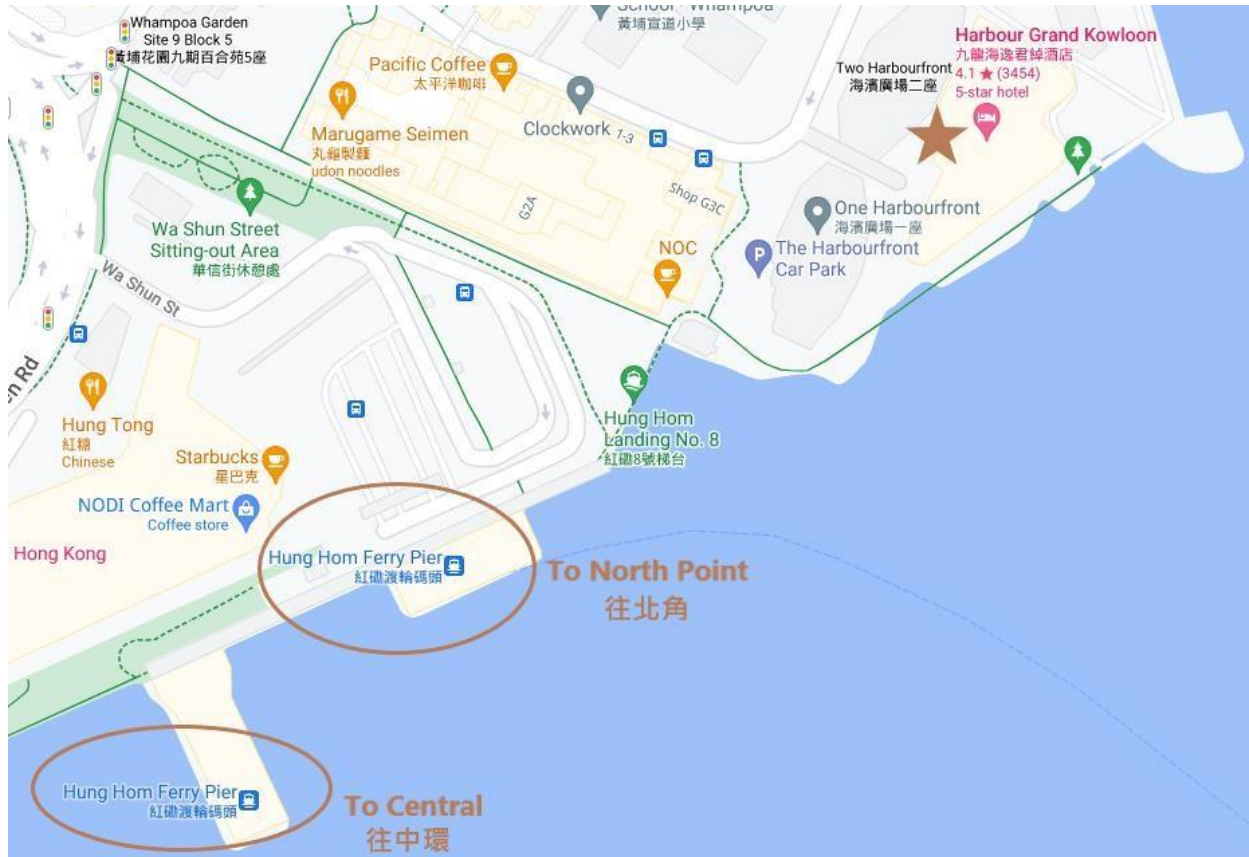 Whampoa Garden
Site 9 Block 5
黃埔花園九期百合苑5座
School - Whampoa
黃埔宣道小學
Harbour Grand Kowloon
九龍海逸君綽酒店
4.1 ★ (3454)
5-star hotel
Two Harbourfront
海濱廣場二座
Pacific Coffee
太平洋咖啡
Clockwork
1-3
Marugame Seimen
丸龜製麵
udon noodles
Shop G3C
G2A
One Harbourfront
海濱廣場一座
Wa Shun Street
Sitting-out Area
華信街休憩處
NOC
P
The Harbourfront
Car Park
Wa Shun St
en Rd
Hung Tong
紅糖
Chinese
Hung Hom
Landing No. 8
紅磡8號梯台
Starbucks
星巴克
NODI Coffee Mart
Coffee store
Hong Kong
Hung Hom Ferry Pier
紅磡渡輪碼頭
To North Point
往北角
Hung Hom Ferry Pier
紅磡渡輪碼頭
To Central
往中環